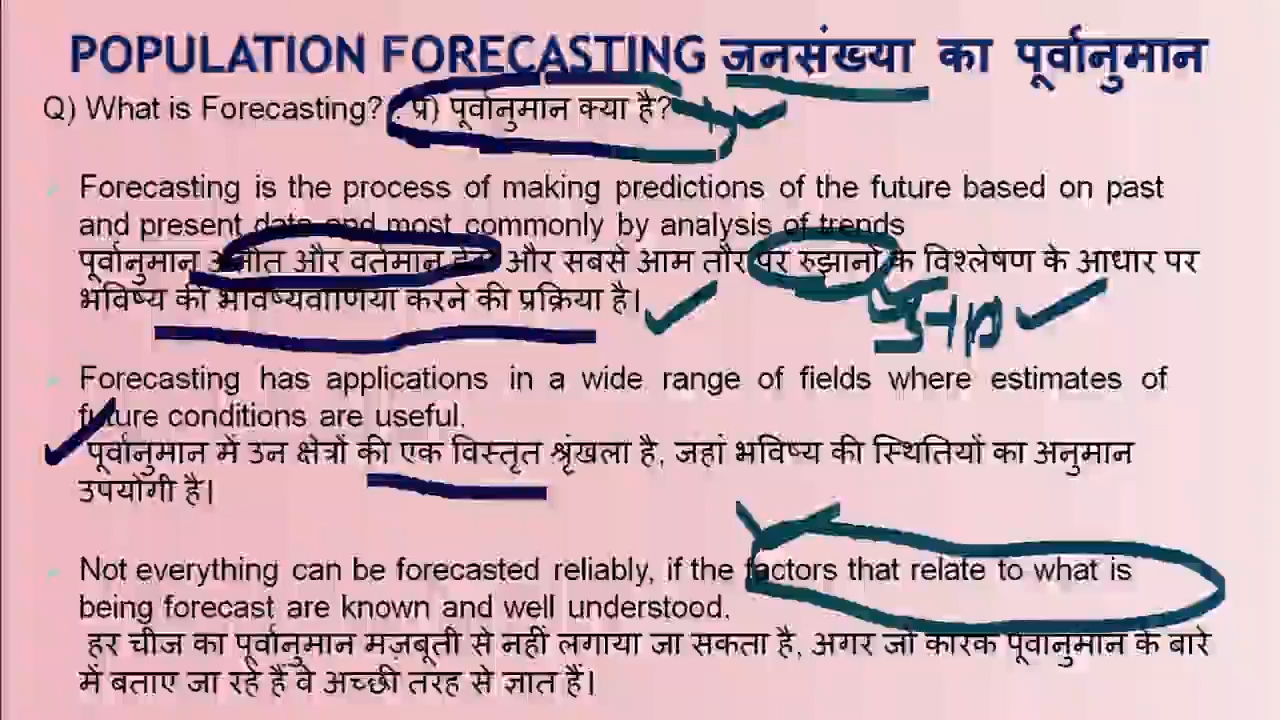 POPULATION FORECASTING जनसंख्या का पूर्वानुमान
Q) What is Forecasting? प्र) पूर्वानुमान क्या है?
Forecasting is the process of making predictions of the future based on past
and present data and most commonly by analysis of trends
पूर्वानुमान अतीत और वर्तमान डेटा और सबसे आम तौर पर रुझानों के विश्लेषण के आधार पर
भविष्य की भविष्यवाणियां करने की प्रक्रिया है।
Forecasting has applications in a wide range of fields where estimates of
future conditions are useful.
पूर्वानुमान में उन क्षेत्रों की एक विस्तृत श्रृंखला है, जहां भविष्य की स्थितियों का अनुमान
उपयोगी है।
Not everything can be forecasted reliably, if the factors that relate to what is
being forecast are known and well understood.
हर चीज का पूर्वानुमान मज़बूती से नहीं लगाया जा सकता है, अगर जो कारक पूर्वानुमान के बारे
में बताए जा रहे हैं वे अच्छी तरह से ज्ञात हैं।